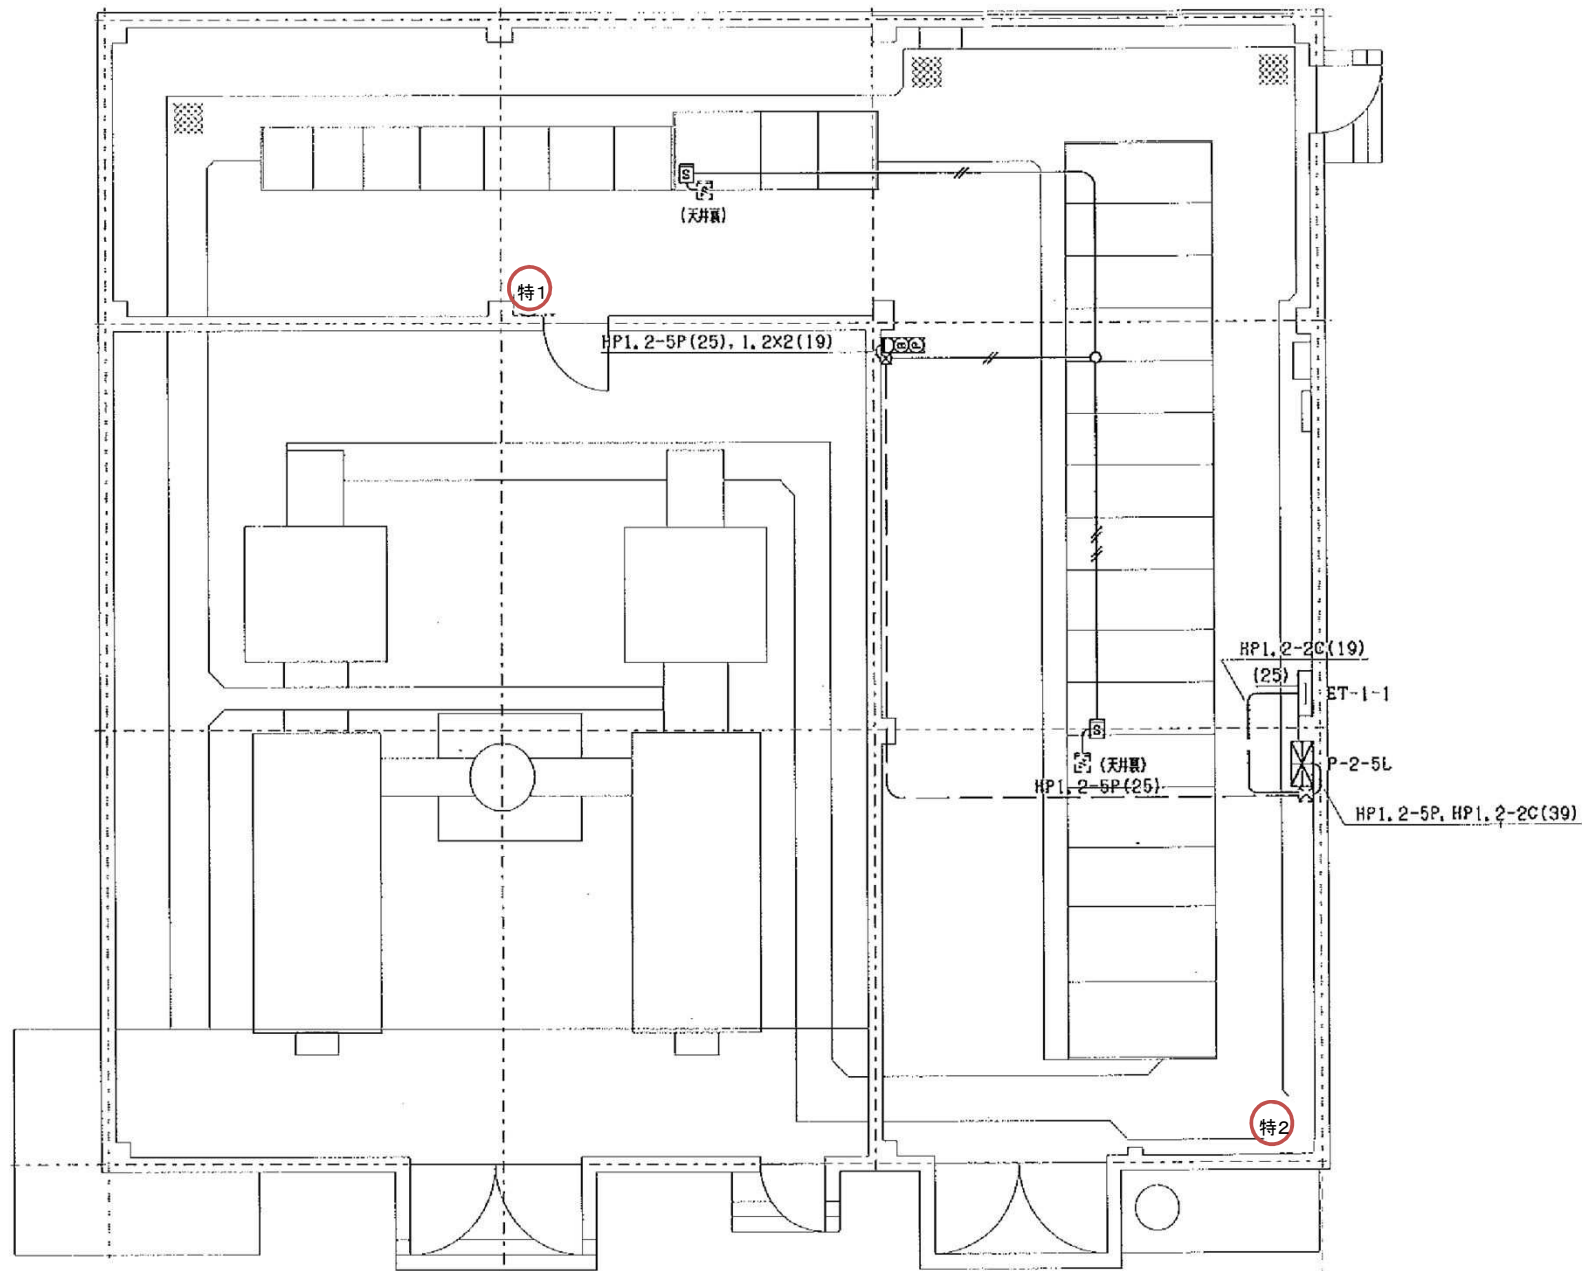 S
S
(天井裏)
特1
HP1.2-5P(25), 1.2X2(19)
B P
HP1.2-2C(19)
(25)
ET-1-1
S
S (天井裏)
P-2-5L
HP1.2-5P(25)
HP1.2-5P, HP1.2-2C(39)
特2